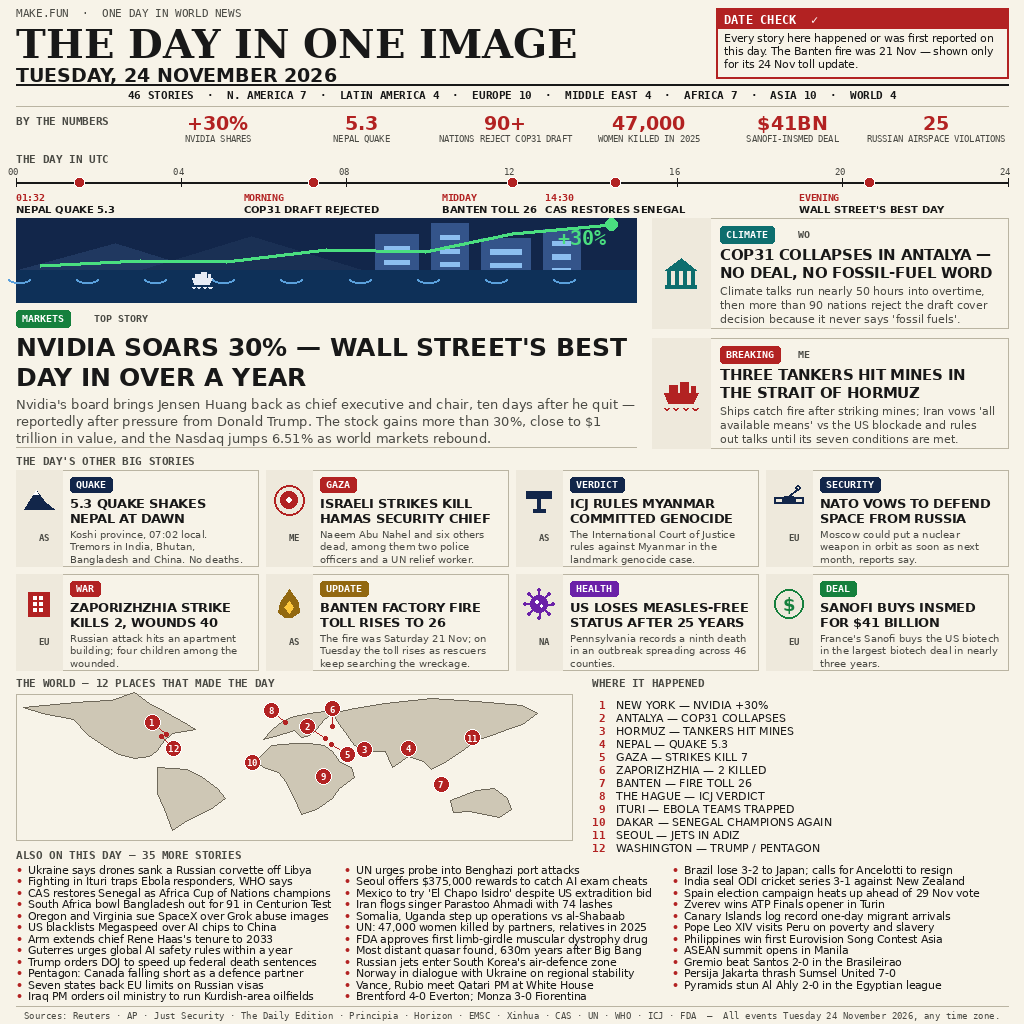 MAKE.FUN · ONE DAY IN WORLD NEWS
THE DAY IN ONE IMAGE
TUESDAY, 24 NOVEMBER 2026
DATE CHECK ✓
Every story here happened or was first reported on
this day. The Banten fire was 21 Nov — shown only
for its 24 Nov toll update.
46 STORIES · N. AMERICA 7 · LATIN AMERICA 4 · EUROPE 10 · MIDDLE EAST 4 · AFRICA 7 · ASIA 10 · WORLD 4
BY THE NUMBERS
+30%
NVIDIA SHARES
5.3
NEPAL QUAKE
90+
NATIONS REJECT COP31 DRAFT
47,000
WOMEN KILLED IN 2025
$41BN
SANOFI-INSMED DEAL
25
RUSSIAN AIRSPACE VIOLATIONS
THE DAY IN UTC
00 04 08 12 16 20 24
01:32
NEPAL QUAKE 5.3
MORNING
COP31 DRAFT REJECTED
MIDDAY
BANTEN TOLL 26
14:30
CAS RESTORES SENEGAL
EVENING
WALL STREET'S BEST DAY
+30%
MARKETS TOP STORY
NVIDIA SOARS 30% — WALL STREET'S BEST
DAY IN OVER A YEAR
Nvidia's board brings Jensen Huang back as chief executive and chair, ten days after he quit —
reportedly after pressure from Donald Trump. The stock gains more than 30%, close to $1
trillion in value, and the Nasdaq jumps 6.51% as world markets rebound.
CLIMATE WO
COP31 COLLAPSES IN ANTALYA —
NO DEAL, NO FOSSIL-FUEL WORD
Climate talks run nearly 50 hours into overtime,
then more than 90 nations reject the draft cover
decision because it never says 'fossil fuels'.
BREAKING ME
THREE TANKERS HIT MINES IN
THE STRAIT OF HORMUZ
Ships catch fire after striking mines; Iran vows 'all
available means' vs the US blockade and rules
out talks until its seven conditions are met.
THE DAY'S OTHER BIG STORIES
QUAKE
5.3 QUAKE SHAKES
NEPAL AT DAWN
Koshi province, 07:02 local.
Tremors in India, Bhutan,
Bangladesh and China. No deaths.
AS
GAZA
ISRAELI STRIKES KILL
HAMAS SECURITY CHIEF
Naeem Abu Nahel and six others
dead, among them two police
officers and a UN relief worker.
ME
VERDICT
ICJ RULES MYANMAR
COMMITTED GENOCIDE
The International Court of Justice
rules against Myanmar in the
landmark genocide case.
AS
SECURITY
NATO VOWS TO DEFEND
SPACE FROM RUSSIA
Moscow could put a nuclear
weapon in orbit as soon as next
month, reports say.
EU
WAR
ZAPORIZHZHIA STRIKE
KILLS 2, WOUNDS 40
Russian attack hits an apartment
building; four children among the
wounded.
EU
UPDATE
BANTEN FACTORY FIRE
TOLL RISES TO 26
The fire was Saturday 21 Nov; on
Tuesday the toll rises as rescuers
keep searching the wreckage.
AS
HEALTH
US LOSES MEASLES-FREE
STATUS AFTER 25 YEARS
Pennsylvania records a ninth death
in an outbreak spreading across 46
counties.
NA
DEAL
SANOFI BUYS INSMED
FOR $41 BILLION
France's Sanofi buys the US biotech
in the largest biotech deal in nearly
three years.
$
EU
THE WORLD — 12 PLACES THAT MADE THE DAY
1
12
8
2
6
10
5
3
9
4
7
11
WHERE IT HAPPENED
1 NEW YORK — NVIDIA +30%
2 ANTALYA — COP31 COLLAPSES
3 HORMUZ — TANKERS HIT MINES
4 NEPAL — QUAKE 5.3
5 GAZA — STRIKES KILL 7
6 ZAPORIZHZHIA — 2 KILLED
7 BANTEN — FIRE TOLL 26
8 THE HAGUE — ICJ VERDICT
9 ITURI — EBOLA TEAMS TRAPPED
10 DAKAR — SENEGAL CHAMPIONS AGAIN
11 SEOUL — JETS IN ADIZ
12 WASHINGTON — TRUMP / PENTAGON
ALSO ON THIS DAY — 35 MORE STORIES
• Ukraine says drones sank a Russian corvette off Libya
• Fighting in Ituri traps Ebola responders, WHO says
• CAS restores Senegal as Africa Cup of Nations champions
• South Africa bowl Bangladesh out for 91 in Centurion Test
• Oregon and Virginia sue SpaceX over Grok abuse images
• US blacklists Megaspeed over AI chips to China
• Arm extends chief Rene Haas's tenure to 2033
• Guterres urges global AI safety rules within a year
• Trump orders DOJ to speed up federal death sentences
• Pentagon: Canada falling short as a defence partner
• Seven states back EU limits on Russian visas
• Iraq PM orders oil ministry to run Kurdish-area oilfields
• UN urges probe into Benghazi port attacks
• Seoul offers $375,000 rewards to catch AI exam cheats
• Mexico to try 'El Chapo Isidro' despite US extradition bid
• Iran flogs singer Parastoo Ahmadi with 74 lashes
• Somalia, Uganda step up operations vs al-Shabaab
• UN: 47,000 women killed by partners, relatives in 2025
• FDA approves first limb-girdle muscular dystrophy drug
• Most distant quasar found, 630m years after Big Bang
• Russian jets enter South Korea's air-defence zone
• Norway in dialogue with Ukraine on regional stability
• Vance, Rubio meet Qatari PM at White House
• Brentford 4-0 Everton; Monza 3-0 Fiorentina
• Brazil lose 3-2 to Japan; calls for Ancelotti to resign
• India seal ODI cricket series 3-1 against New Zealand
• Spain election campaign heats up ahead of 29 Nov vote
• Zverev wins ATP Finals opener in Turin
• Canary Islands log record one-day migrant arrivals
• Pope Leo XIV visits Peru on poverty and slavery
• Philippines win first Eurovision Song Contest Asia
• ASEAN summit opens in Manila
• Gremio beat Santos 2-0 in the Brasileirao
• Persija Jakarta thrash Sumsel United 7-0
• Pyramids stun Al Ahly 2-0 in the Egyptian league
Sources: Reuters · AP · Just Security · The Daily Edition · Principia · Horizon · EMSC · Xinhua · CAS · UN · WHO · ICJ · FDA — All events Tuesday 24 November 2026, any time zone.